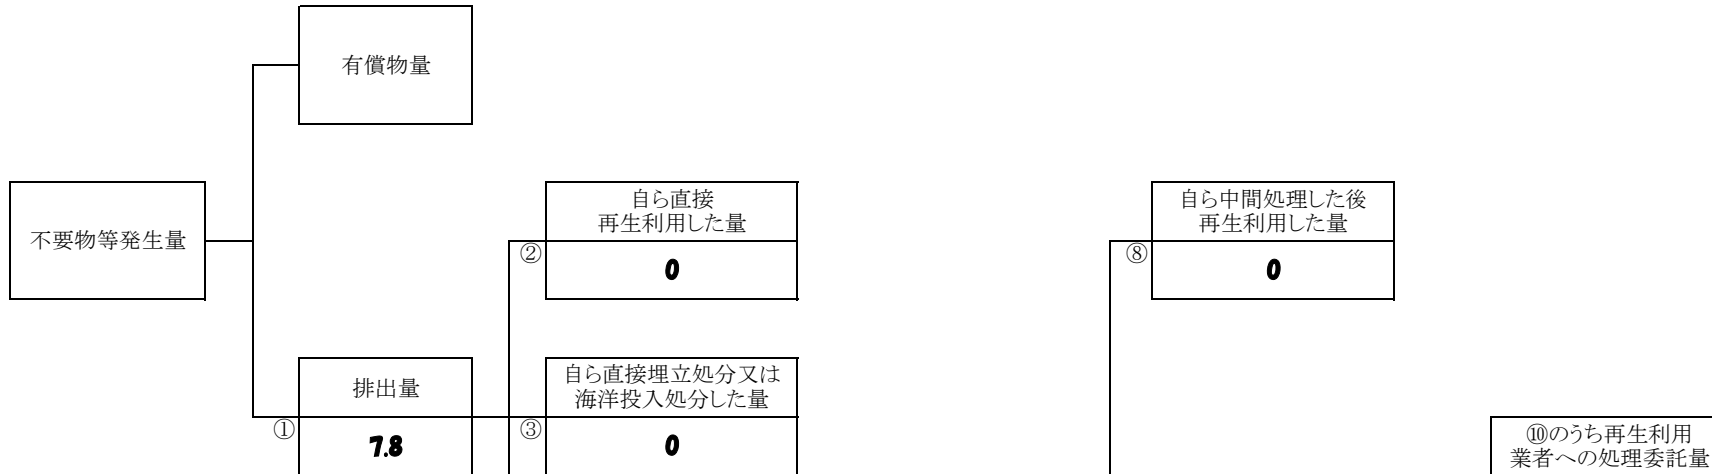 有償物量
不要物等発生量
自ら直接
再生利用した量
②
0
自ら中間処理した後
再生利用した量
⑧
0
排出量
①
7.8
自ら直接埋立処分又は
海洋投入処分した量
③
0
⑩のうち再生利用
業者への処理委託量